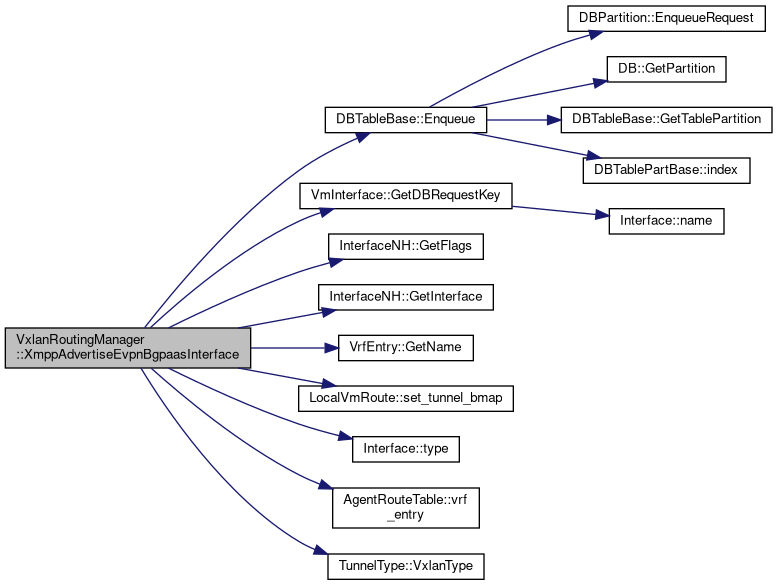 VxlanRoutingManager
::XmppAdvertiseEvpnBgpaasInterface
DBTableBase::Enqueue
DBPartition::EnqueueRequest
DB::GetPartition
DBTableBase::GetTablePartition
DBTablePartBase::index
VmInterface::GetDBRequestKey
Interface::name
InterfaceNH::GetFlags
InterfaceNH::GetInterface
VrfEntry::GetName
LocalVmRoute::set_tunnel_bmap
Interface::type
AgentRouteTable::vrf
_entry
TunnelType::VxlanType